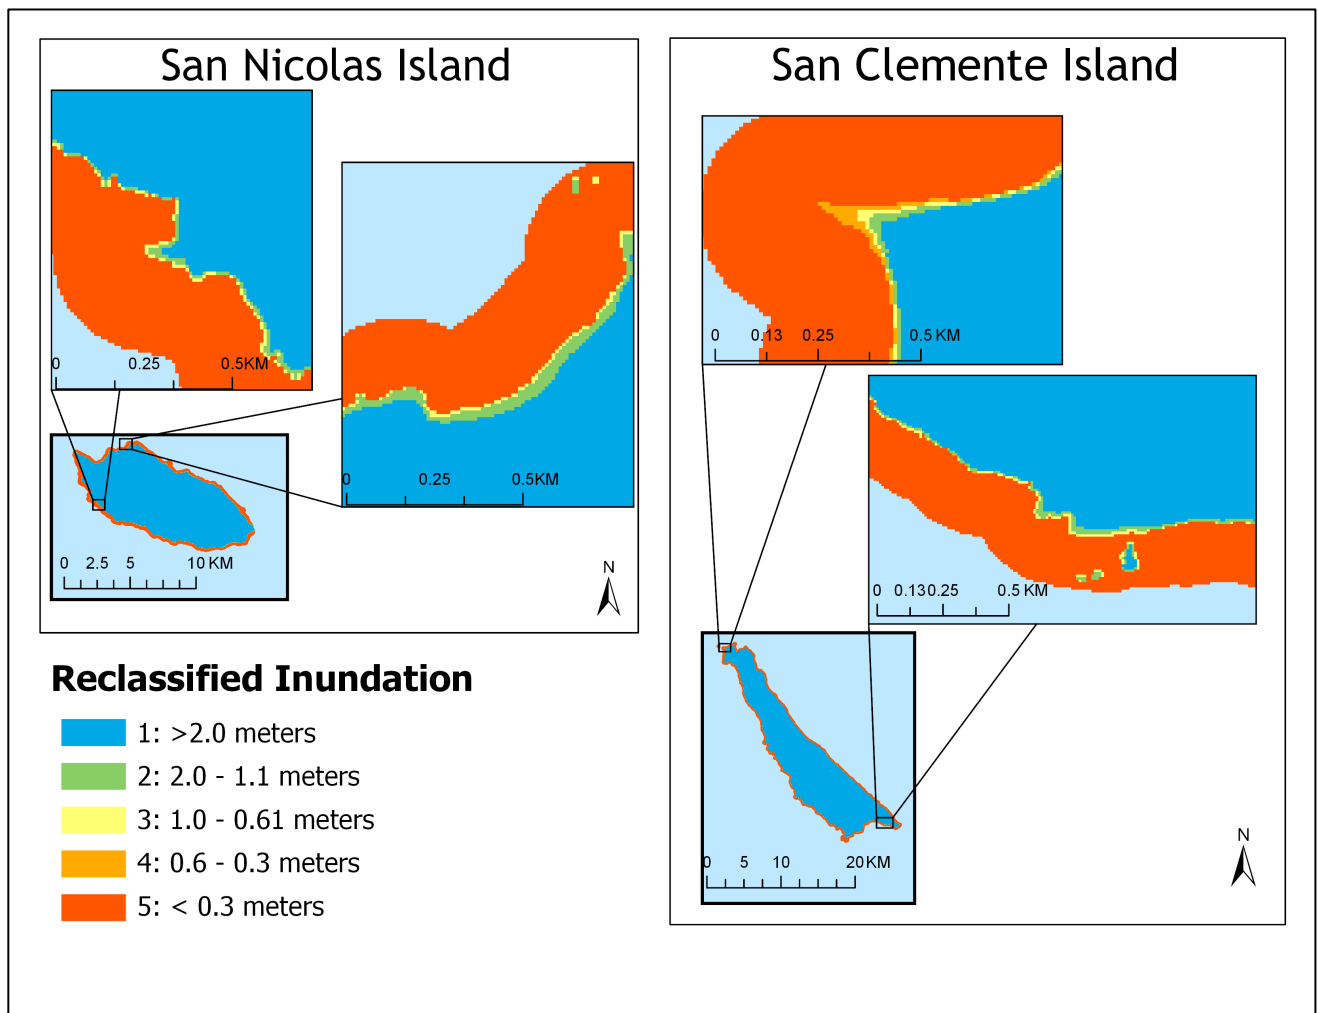 San Nicolas Island
0 0.25 0.5KM
0 0.25 0.5KM
0 2.5 5 10 KM
N
San Clemente Island
0 0.13 0.25 0.5 KM
0 0.13 0.25 0.5 KM
0 5 10 20 KM
N
Reclassified Inundation
1: >2.0 meters
2: 2.0 - 1.1 meters
3: 1.0 - 0.61 meters
4: 0.6 - 0.3 meters
5: < 0.3 meters